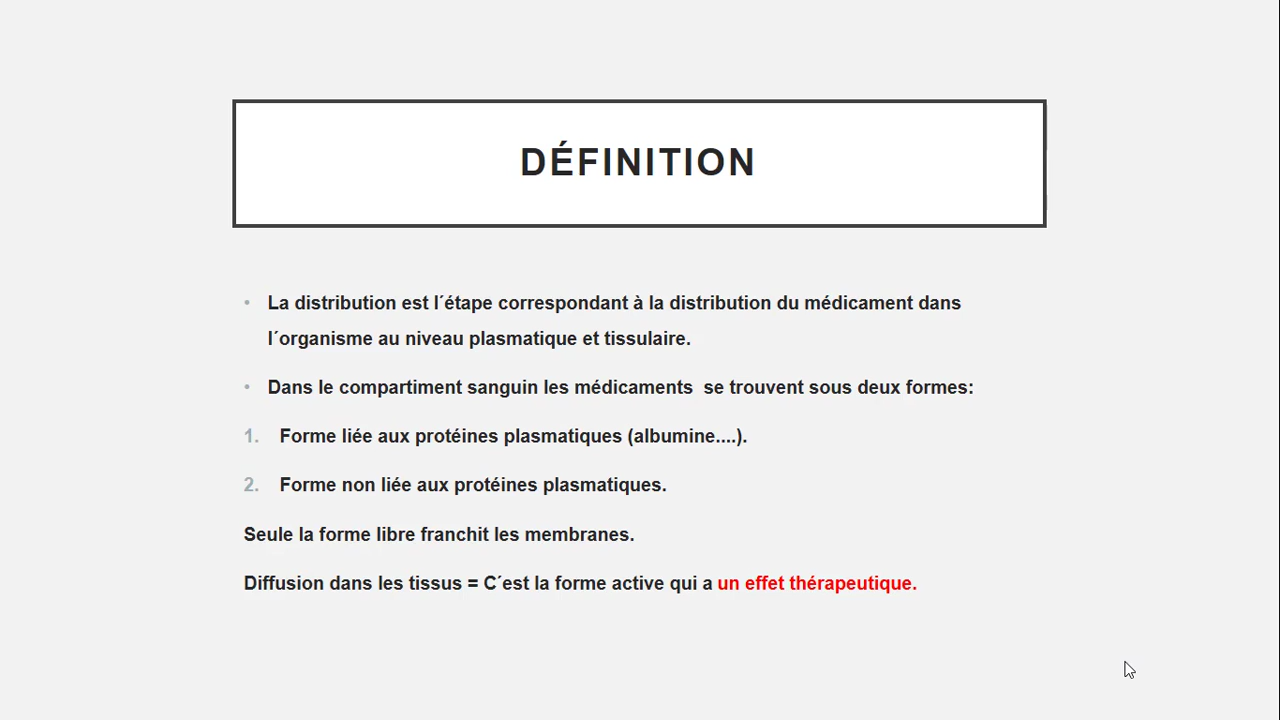 DÉFINITION
• La distribution est l´étape correspondant à la distribution du médicament dans
l´organisme au niveau plasmatique et tissulaire.
• Dans le compartiment sanguin les médicaments  se trouvent sous deux formes:
1. Forme liée aux protéines plasmatiques (albumine....).
2. Forme non liée aux protéines plasmatiques.
Seule la forme libre franchit les membranes.
Diffusion dans les tissus = C´est la forme active qui a un effet thérapeutique.